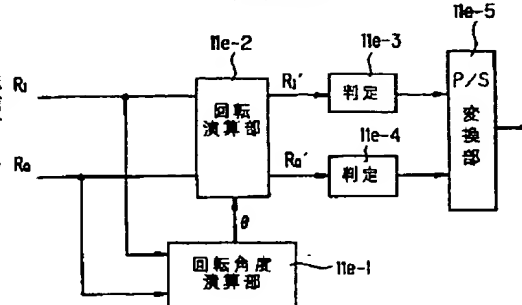 11e-5
11e-2
11e-3
RI
RI'
判定
P/S
変換部
回転
演算部
11e-4
RQ
RQ'
判定
θ
回転角度
演算部
11e-1